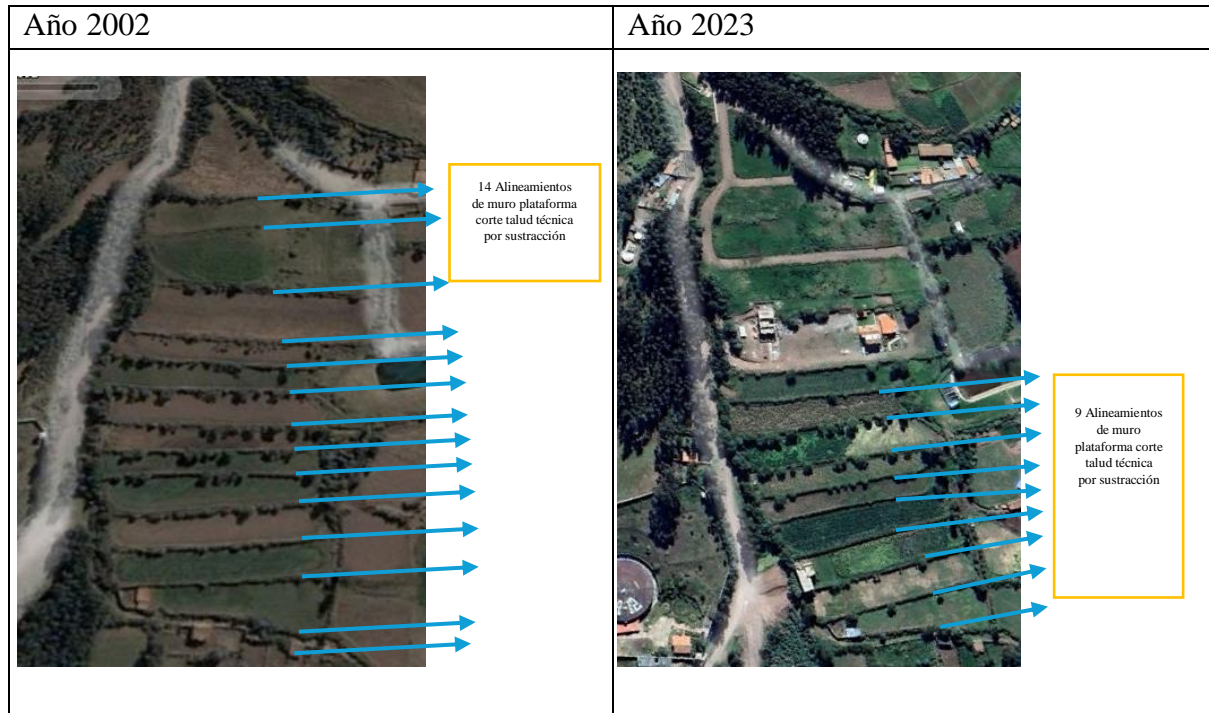 Año 2002
Año 2023
14 Alineamientos
de muro plataforma
corte talud técnica
por sustracción
9 Alineamientos
de muro
plataforma corte
talud técnica
por sustracción